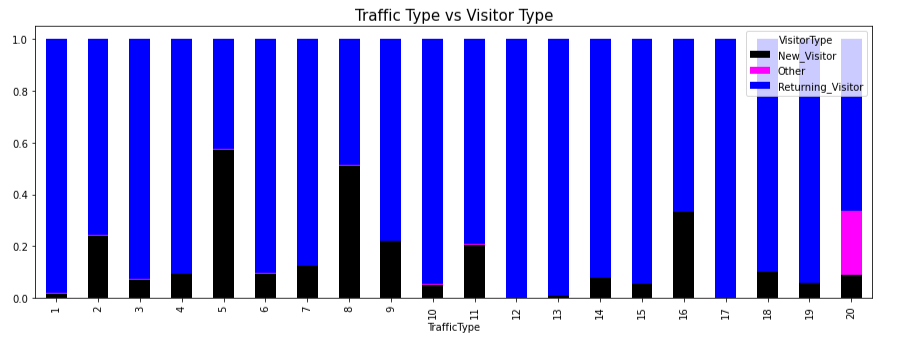 Traffic Type vs Visitor Type
VisitorType
New_Visitor
Other
Returning_Visitor
1.0
0.8
0.6
0.4
0.2
0.0
1 2 3 4 5 6 7 8 9 10 11 12 13 14 15 16 17 18 19 20
TrafficType